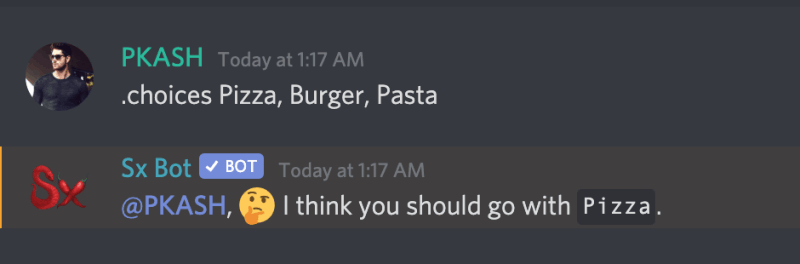 PKASH Today at 1:17 AM
.choices Pizza, Burger, Pasta
Sx
Sx Bot ✓ BOT Today at 1:17 AM
@PKASH, 🤔 I think you should go with Pizza.